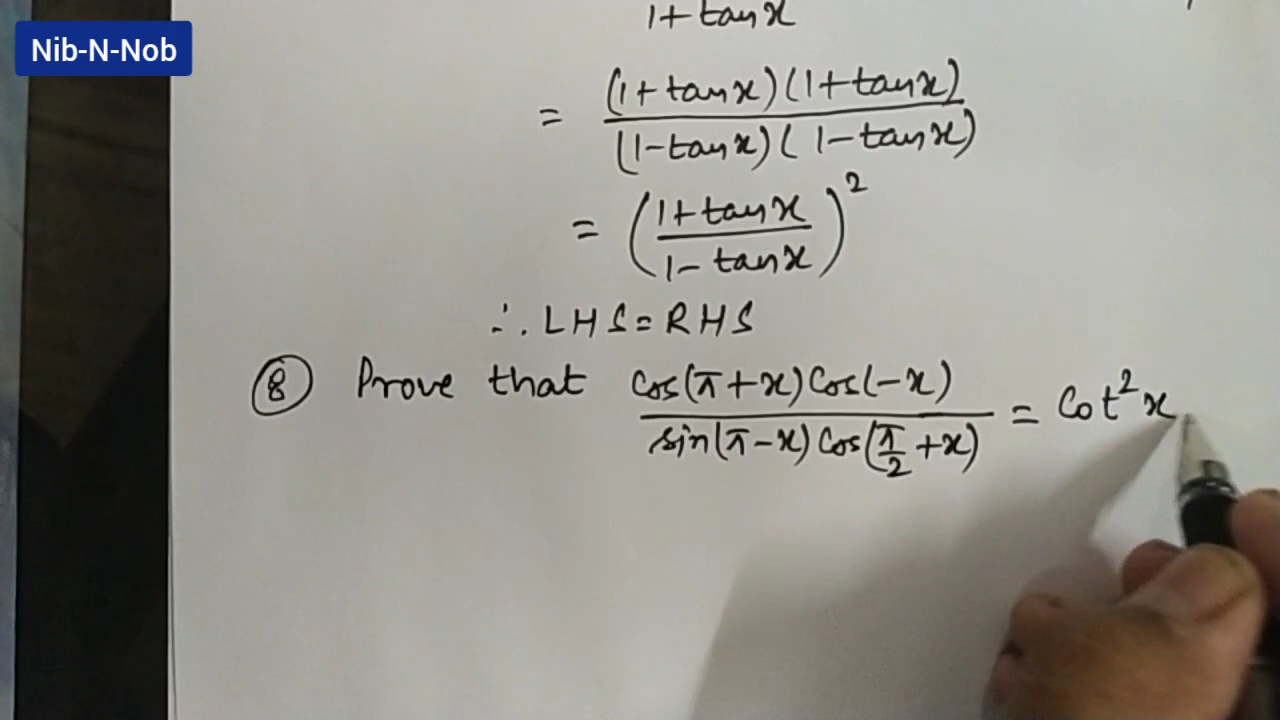 Nib-N-Nob
1+tanx
= (1+tanx)(1+tanx)
(1-tanx)(1-tanx)
= (1+tanx / 1-tanx)²
∴ LHS = RHS
⑧ Prove that cos(π+x)Cos(-x) / sin(π-x)Cos(π/2+x) = Cot²x